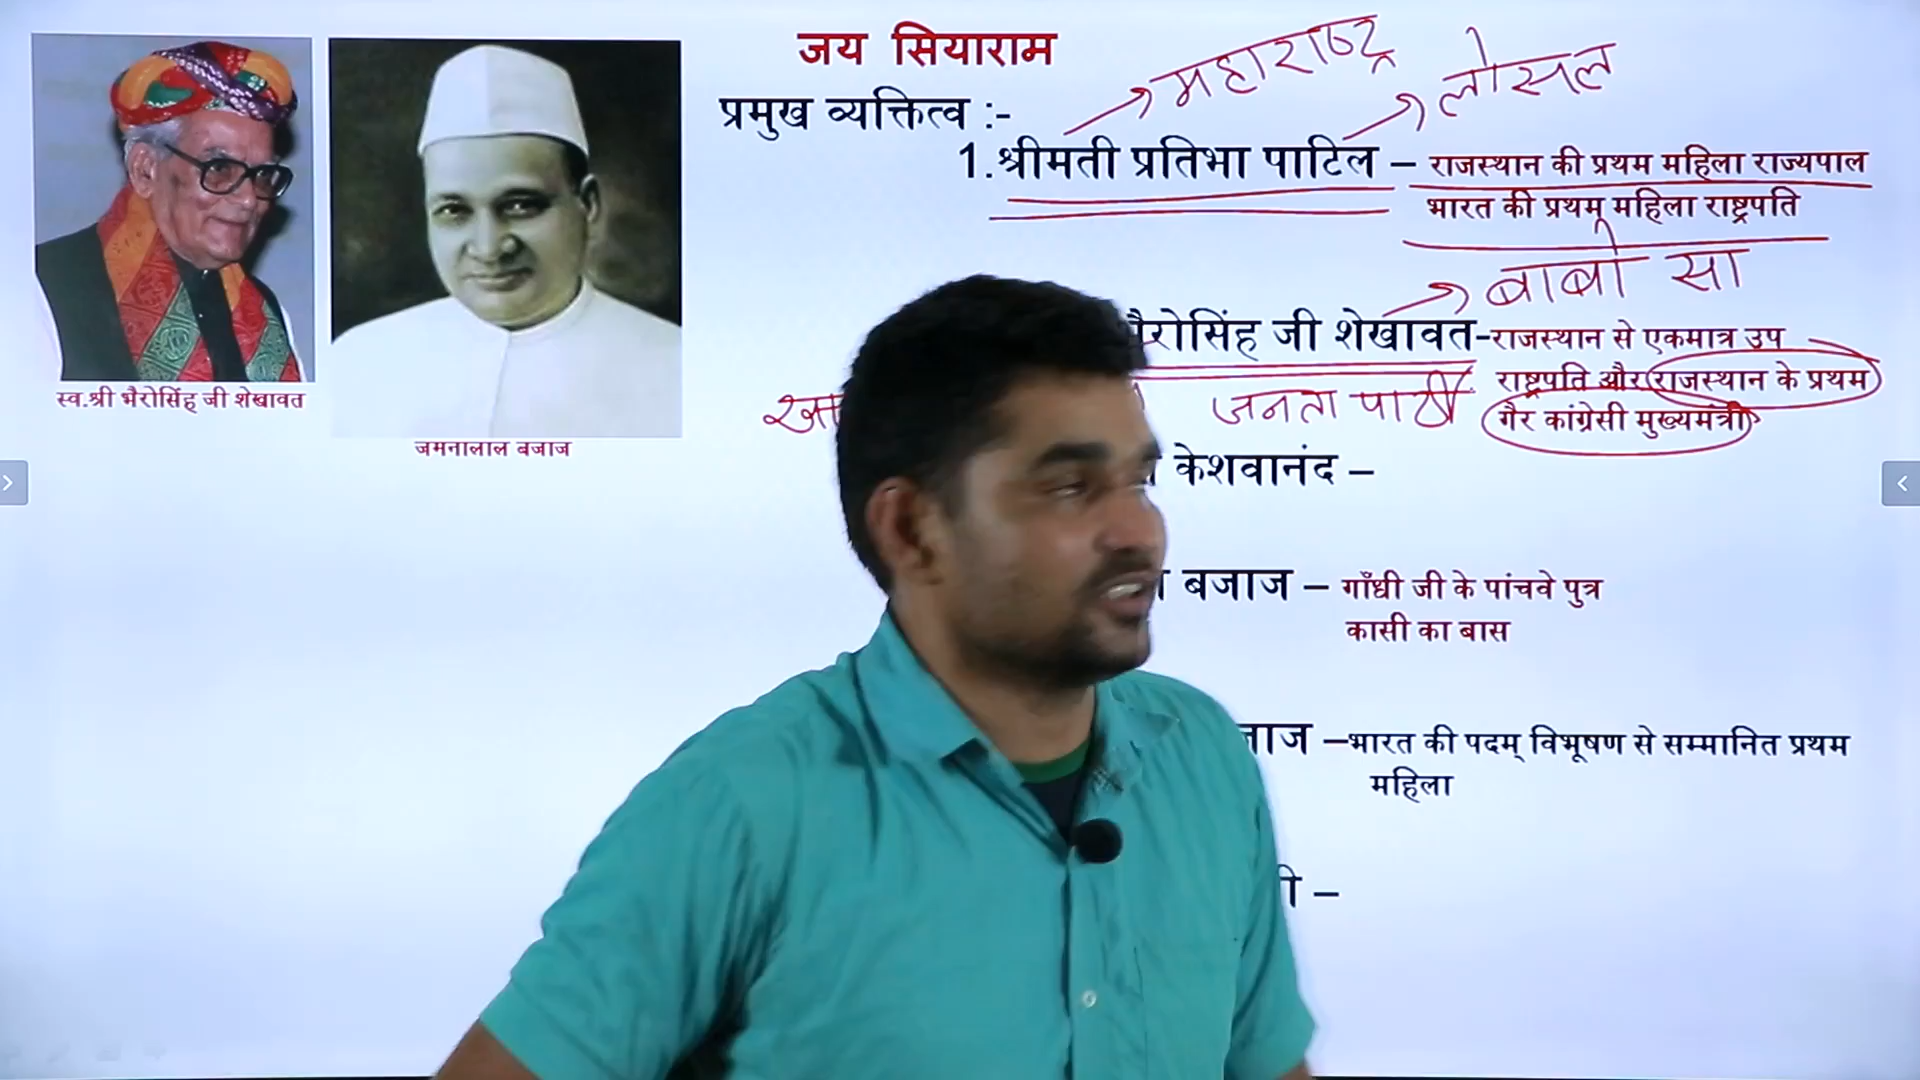 जय सियाराम
महाराष्ट्र
लोसल
प्रमुख व्यक्तित्व :-
1.श्रीमती प्रतिभा पाटिल – राजस्थान की प्रथम महिला राज्यपाल
भारत की प्रथम महिला राष्ट्रपति
बाबो सा
भैरोसिंह जी शेखावत-राजस्थान से एकमात्र उप
राष्ट्रपति और राजस्थान के प्रथम
गैर कांग्रेसी मुख्यमंत्री
जनता पार्टी
केशवानंद –
बजाज – गाँधी जी के पांचवे पुत्र
कासी का बास
–भारत की पदम् विभूषण से सम्मानित प्रथम
महिला
स्व.श्री भैरोसिंह जी शेखावत
जमनालाल बजाज